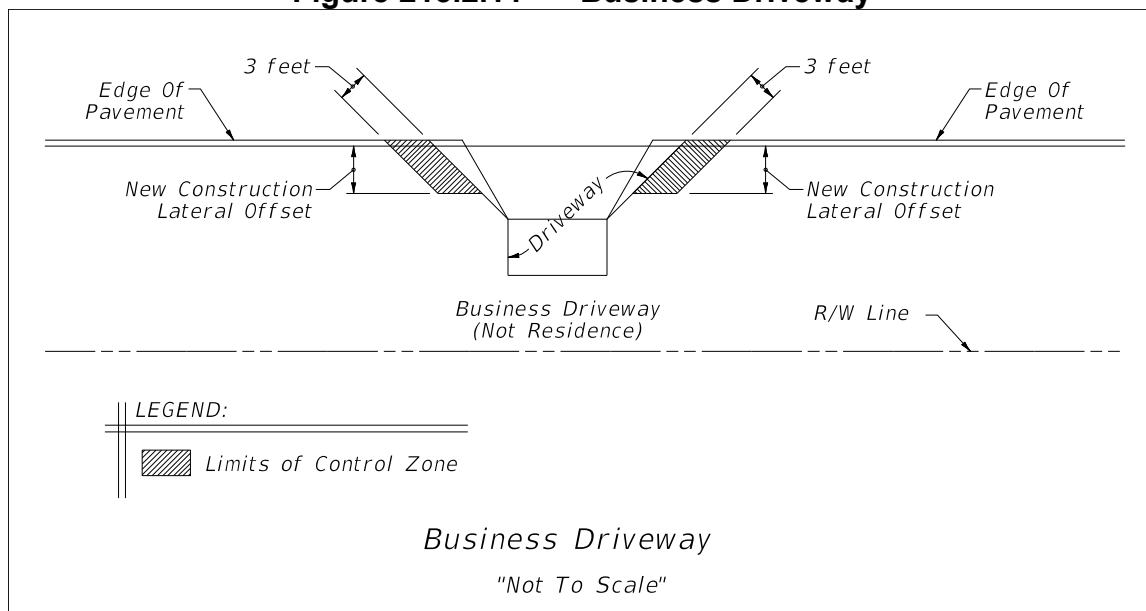 Business Driveway
3 feet
3 feet
Edge Of
Pavement
Edge Of
Pavement
New Construction
Lateral Offset
New Construction
Lateral Offset
Driveway
Business Driveway
(Not Residence)
R/W Line
LEGEND:
Limits of Control Zone
Business Driveway
"Not To Scale"